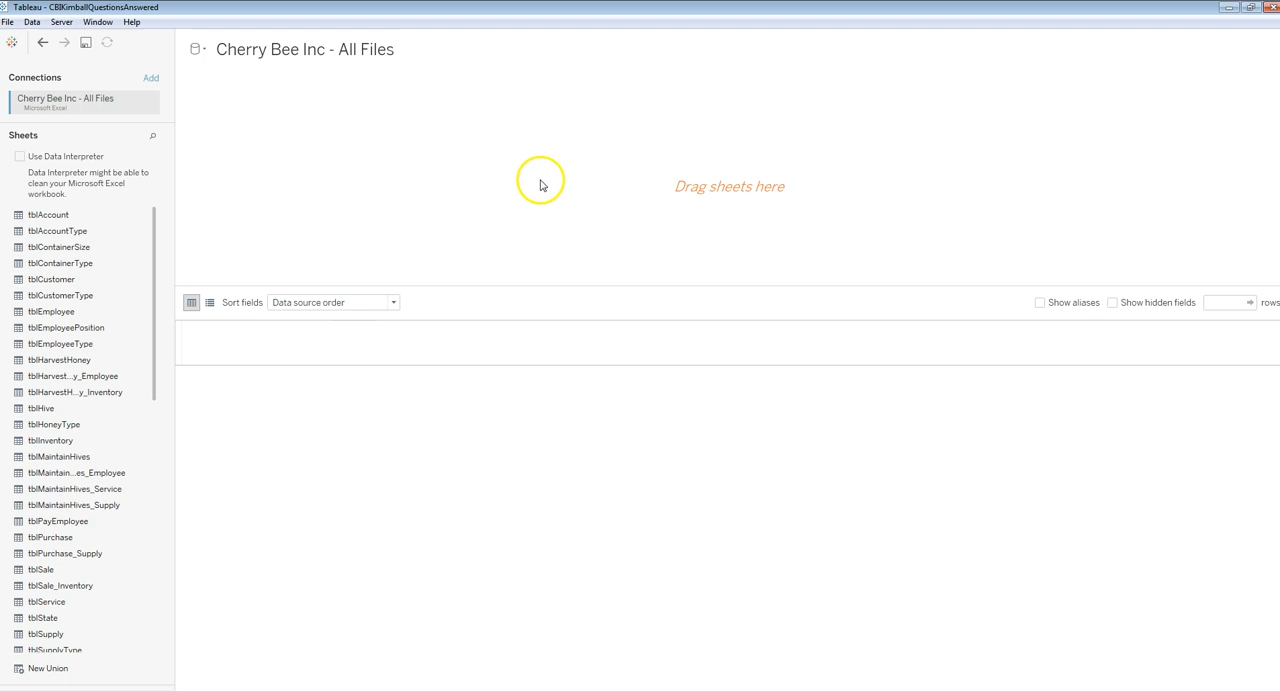 Tableau - CBIKimballQuestionsAnswered
File Data Server Window Help
Cherry Bee Inc - All Files
Connections Add
Cherry Bee Inc - All Files
Microsoft Excel
Sheets
Use Data Interpreter
Data Interpreter might be able to
clean your Microsoft Excel
workbook.
tblAccount
tblAccountType
tblContainerSize
tblContainerType
tblCustomer
tblCustomerType
tblEmployee
tblEmployeePosition
tblEmployeeType
tblHarvestHoney
tblHarvest...y_Employee
tblHarvestH...y_Inventory
tblHive
tblHoneyType
tblInventory
tblMaintainHives
tblMaintain...es_Employee
tblMaintainHives_Service
tblMaintainHives_Supply
tblPayEmployee
tblPurchase
tblPurchase_Supply
tblSale
tblSale_Inventory
tblService
tblState
tblSupply
tblSupplyType
New Union
Drag sheets here
Sort fields Data source order Show aliases Show hidden fields rows